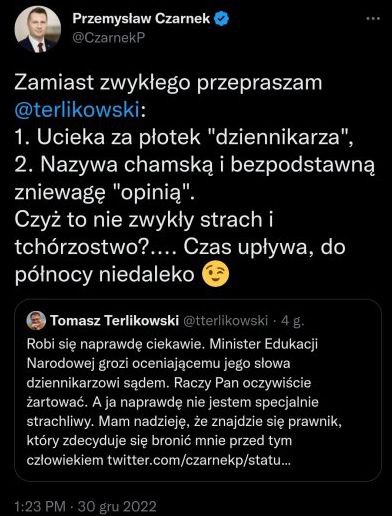 Przemysław Czarnek
@CzarnekP
Zamiast zwykłego przepraszam
@terlikowski:
1. Ucieka za płotek "dziennikarza",
2. Nazywa chamską i bezpodstawną
zniewagę "opinią".
Czyż to nie zwykły strach i
tchórzostwo?.... Czas upływa, do
północy niedaleko 😉
Tomasz Terlikowski @tterlikowski · 4 g.
Robi się naprawdę ciekawie. Minister Edukacji
Narodowej grozi oceniającemu jego słowa
dziennikarzowi sądem. Raczy Pan oczywiście
żartować. A ja naprawdę nie jestem specjalnie
strachliwy. Mam nadzieję, że znajdzie się prawnik,
który zdecyduje się bronić mnie przed tym
człowiekiem twitter.com/czarnekp/statu...
1:23 PM · 30 gru 2022